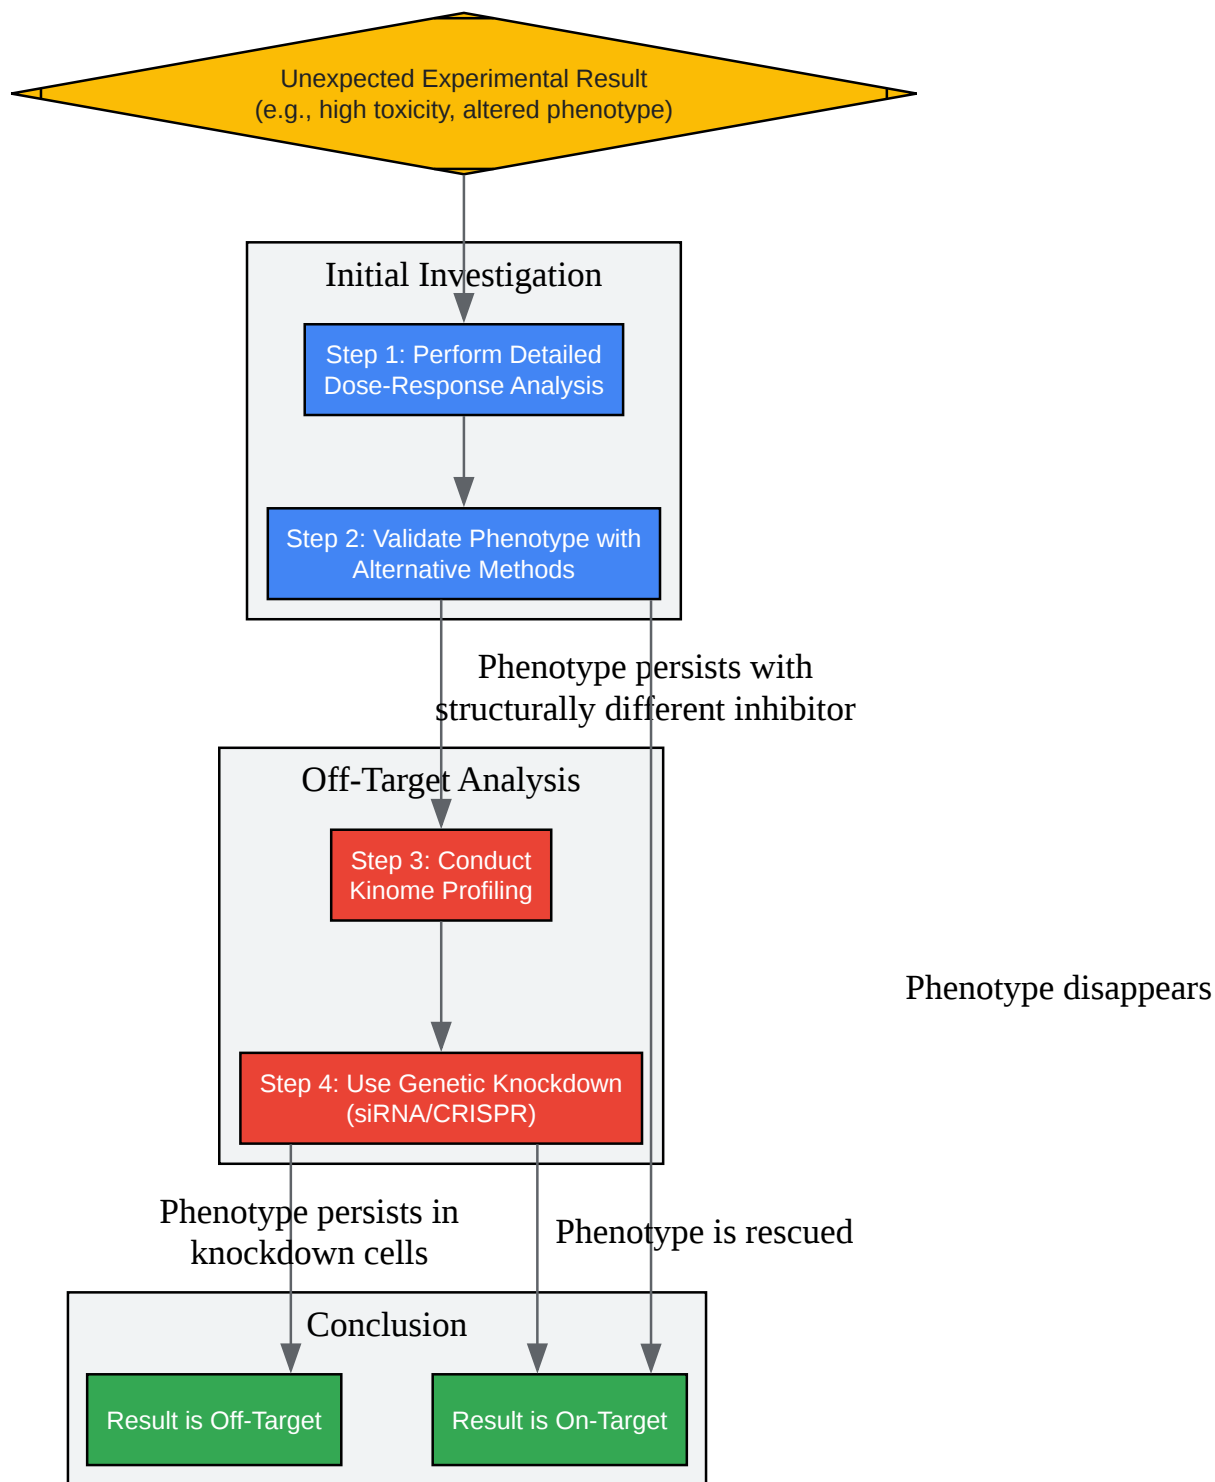 Unexpected Experimental Result
(e.g., high toxicity, altered phenotype)
Initial Investigation
Step 1: Perform Detailed
Dose-Response Analysis
Step 2: Validate Phenotype with
Alternative Methods
Phenotype persists with
structurally different inhibitor
Off-Target Analysis
Step 3: Conduct
Kinome Profiling
Phenotype disappears
Step 4: Use Genetic Knockdown
(siRNA/CRISPR)
Phenotype persists in
knockdown cells
Phenotype is rescued
Conclusion
Result is Off-Target
Result is On-Target